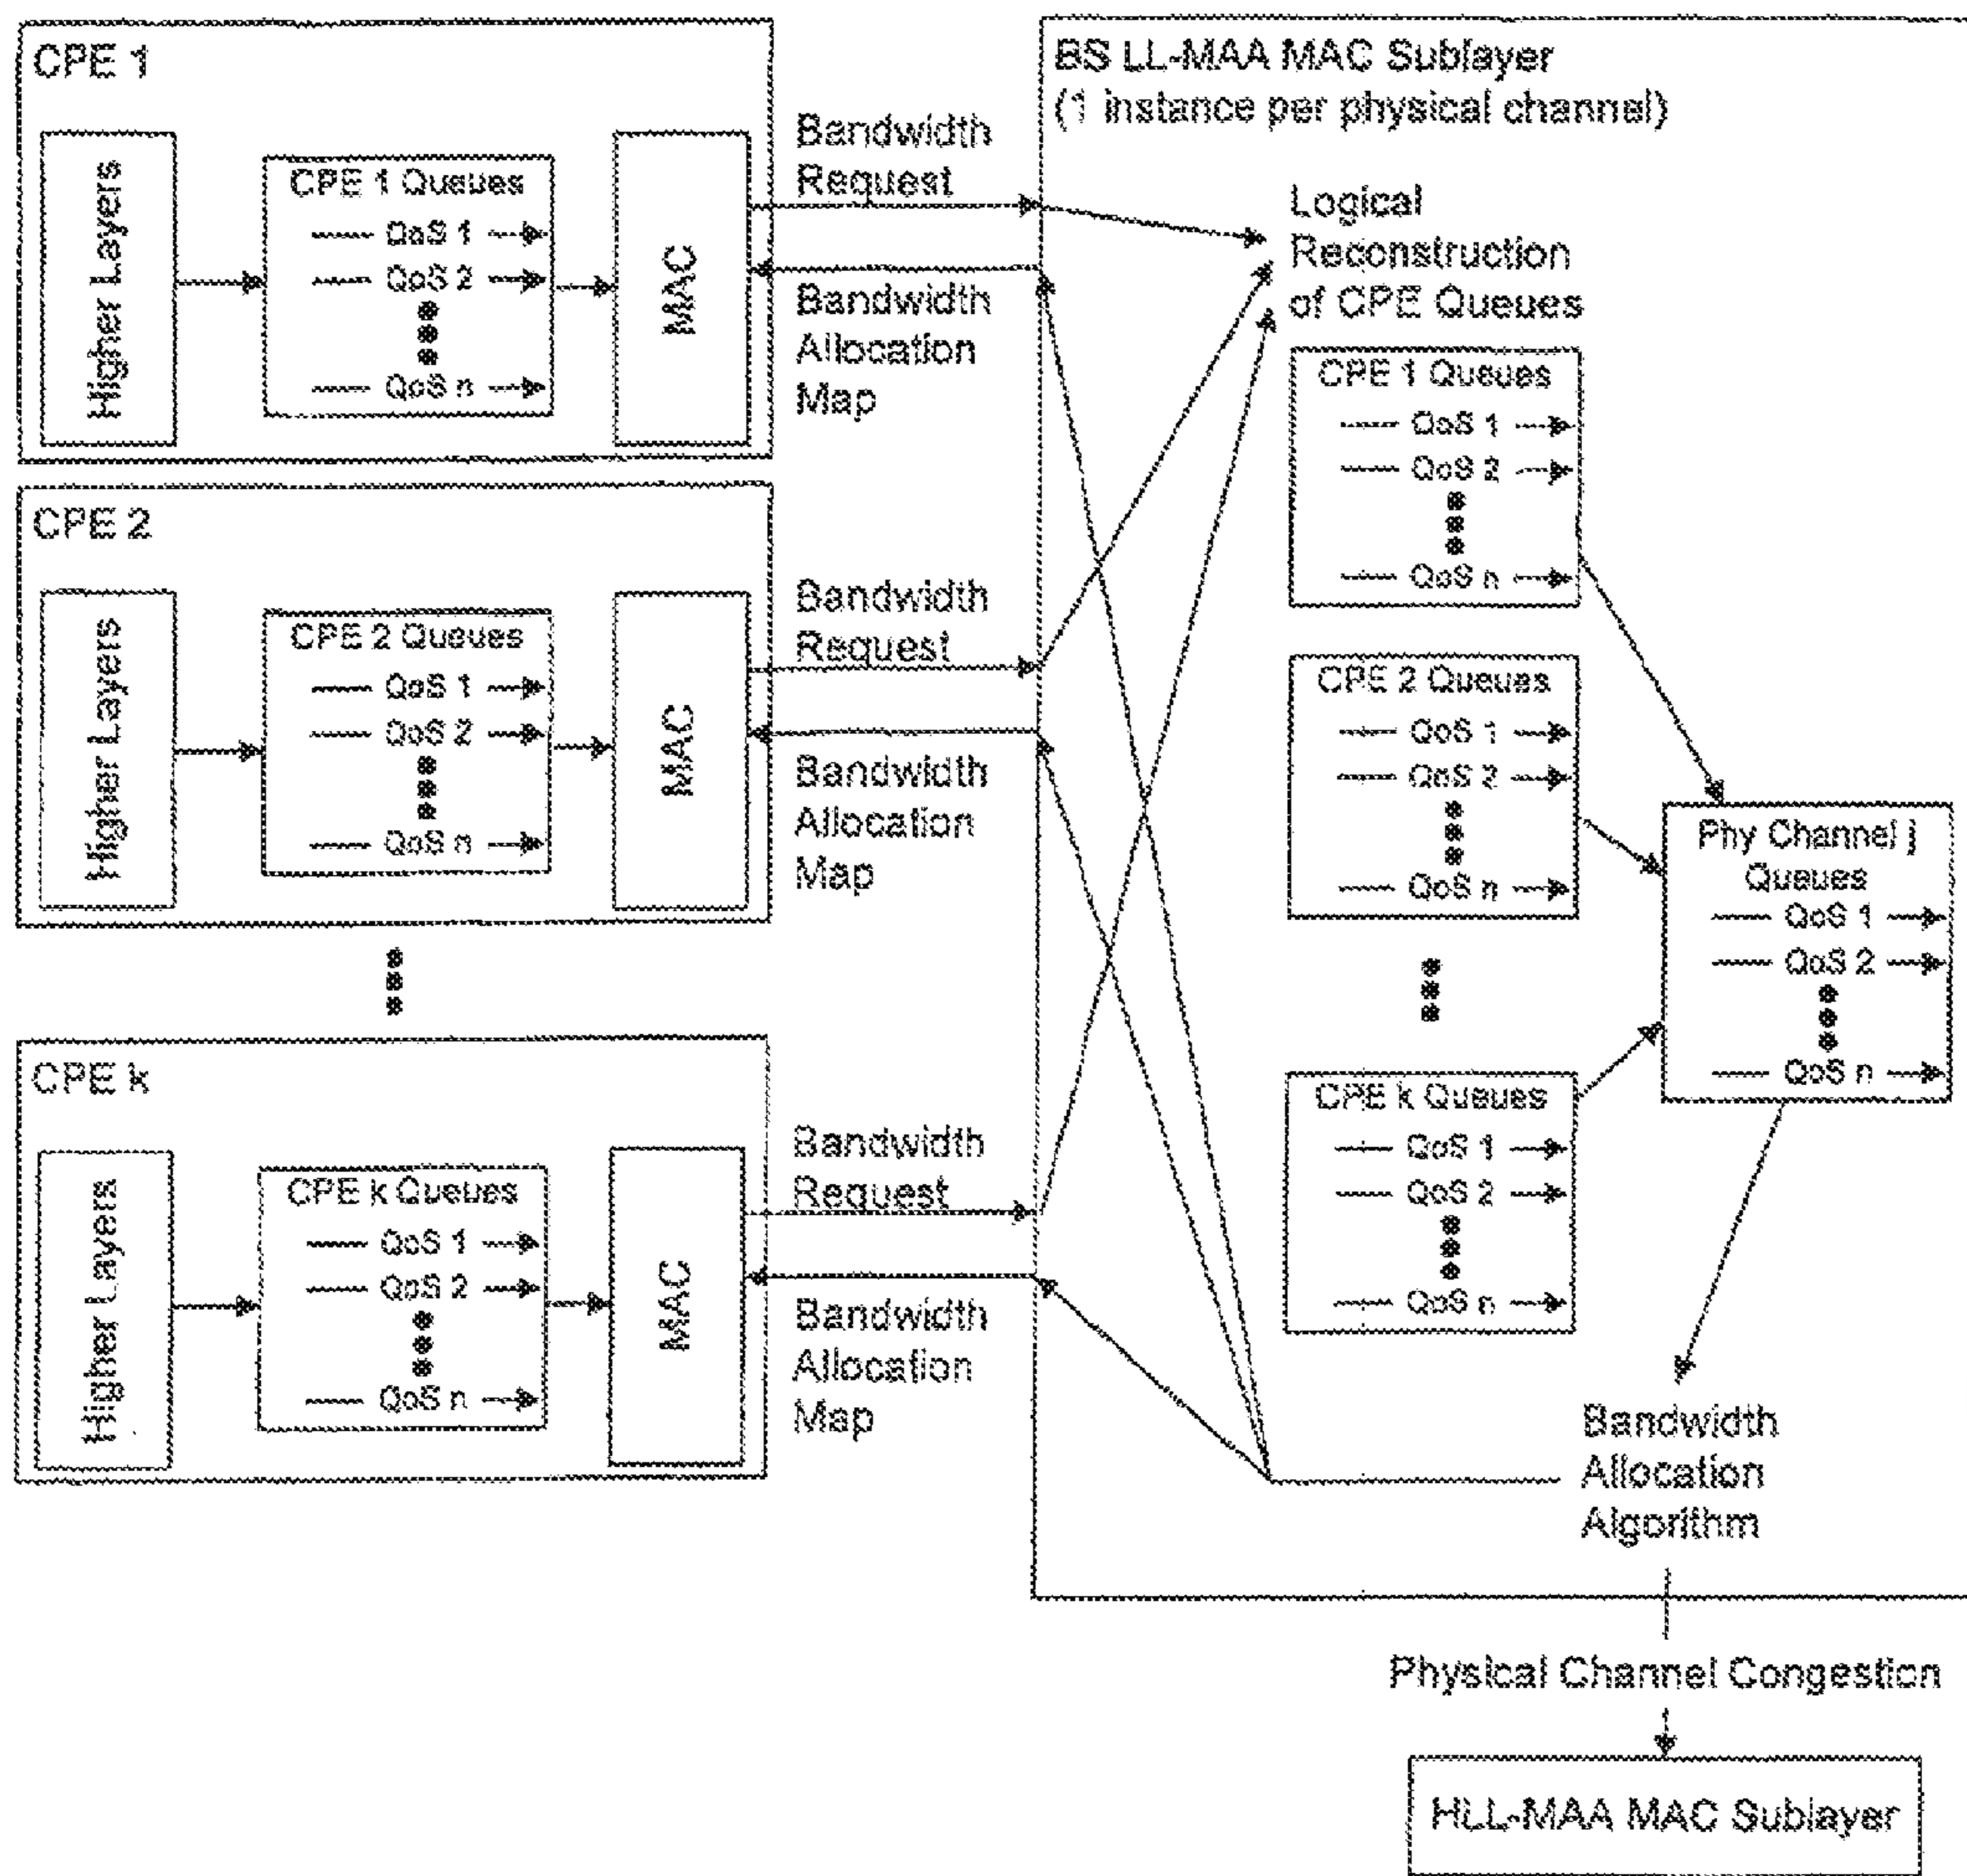 CPE 1
Higher Layers
CPE 1 Queues
QoS 1
QoS 2
QoS n
MAC
Bandwidth
Request
Bandwidth
Allocation
Map
CPE 2
Higher Layers
CPE 2 Queues
QoS 1
QoS 2
QoS n
MAC
Bandwidth
Request
Bandwidth
Allocation
Map
CPE k
Higher Layers
CPE k Queues
QoS 1
QoS 2
QoS n
MAC
Bandwidth
Request
Bandwidth
Allocation
Map
BS LL-MAA MAC Sublayer
(1 instance per physical channel)
Logical
Reconstruction
of CPE Queues
CPE 1 Queues
QoS 1
QoS 2
QoS n
CPE 2 Queues
QoS 1
QoS 2
QoS n
CPE k Queues
QoS 1
QoS 2
QoS n
Phy Channel j
Queues
QoS 1
QoS 2
QoS n
Bandwidth
Allocation
Algorithm
Physical Channel Congestion
HLL-MAA MAC Sublayer